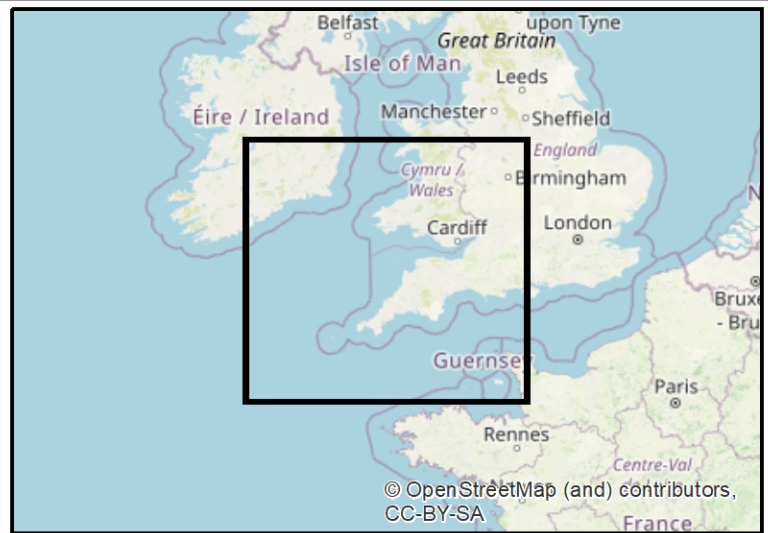 Belfast
upon Tyne
Great Britain
Isle of Man
Leeds
Éire / Ireland
Manchester
Sheffield
England
Cymru /
Wales
Birmingham
Cardiff
London
N
Bruxe
- Bru
Guernsey
Paris
Rennes
Centre-Val
© OpenStreetMap (and) contributors,
CC-BY-SA
France